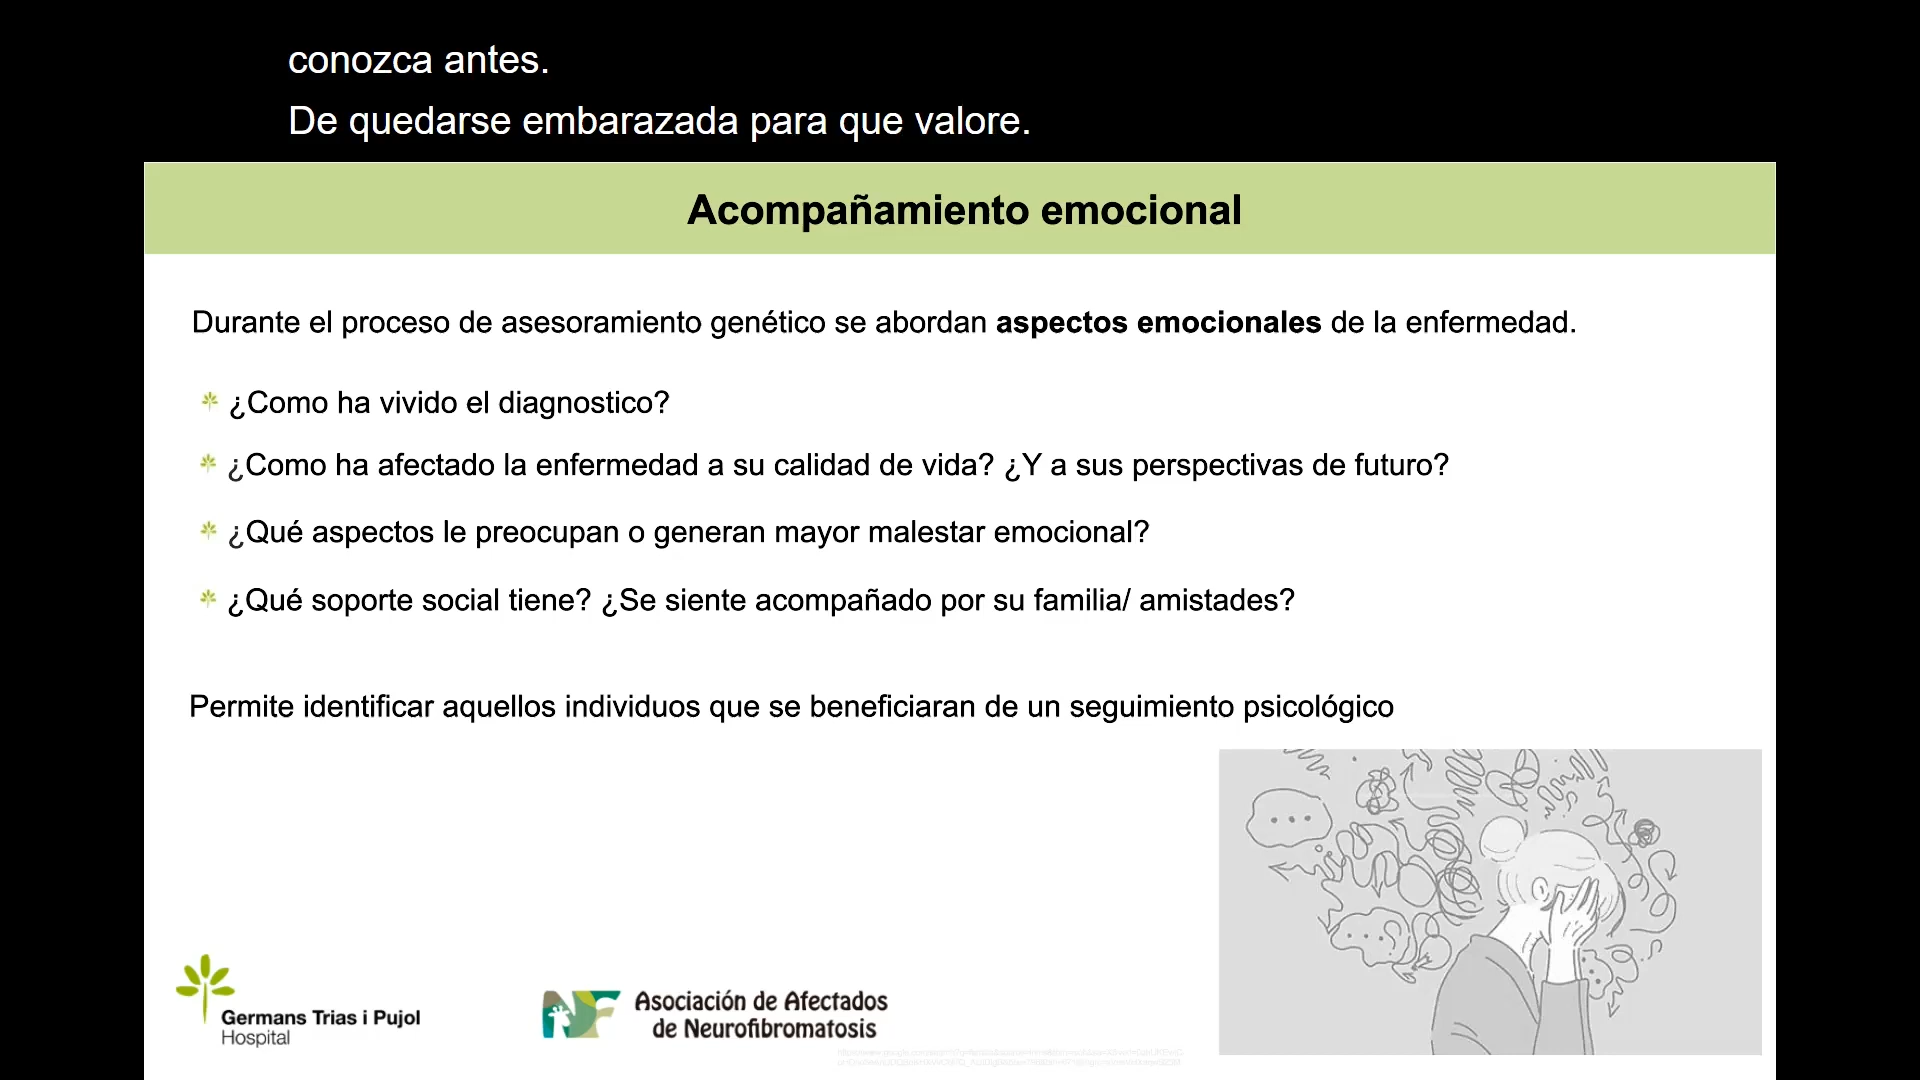 conozca antes.
De quedarse embarazada para que valore.
Acompañamiento emocional
Durante el proceso de asesoramiento genético se abordan aspectos emocionales de la enfermedad.
¿Como ha vivido el diagnostico?
¿Como ha afectado la enfermedad a su calidad de vida? ¿Y a sus perspectivas de futuro?
¿Qué aspectos le preocupan o generan mayor malestar emocional?
¿Qué soporte social tiene? ¿Se siente acompañado por su familia/ amistades?
Permite identificar aquellos individuos que se beneficiaran de un seguimiento psicológico
Germans Trias i Pujol
Hospital
NF
Asociación de Afectados
de Neurofibromatosis